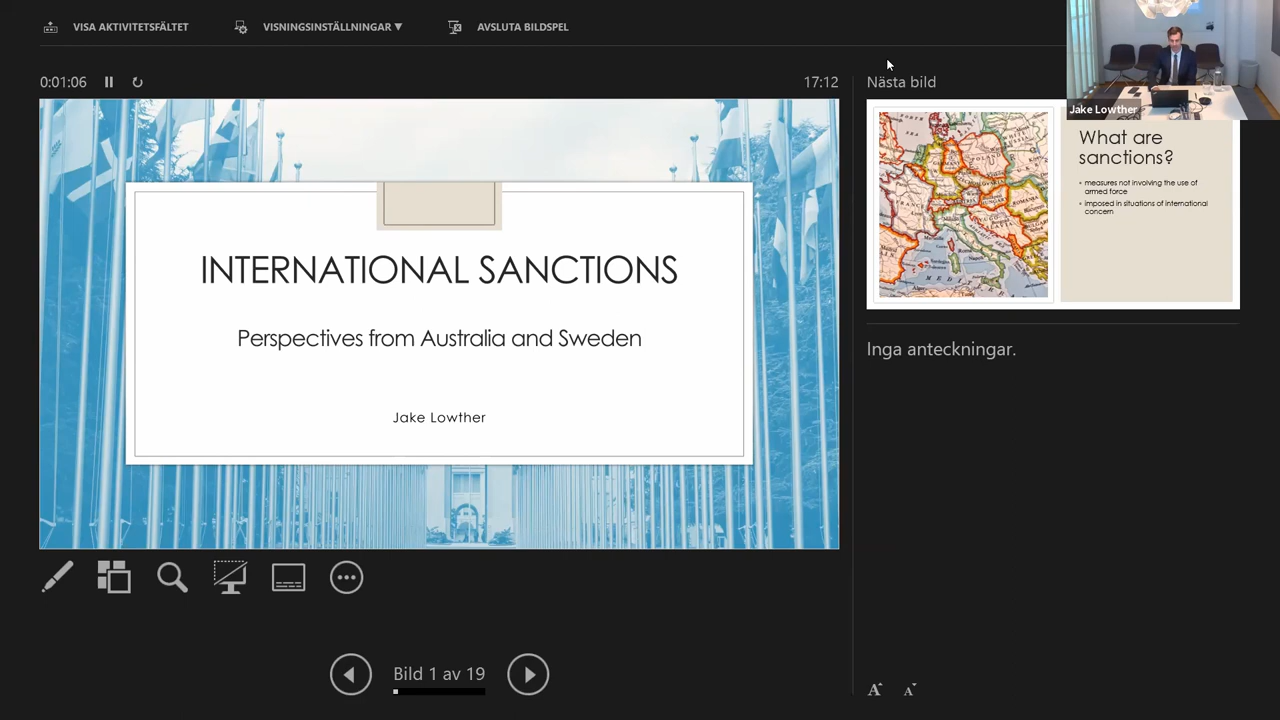 VISA AKTIVITETSFÄLTET
VISNINGSINSTÄLLNINGAR ▼
AVSLUTA BILDSPEL
0:01:06
17:12
Nästa bild
Jake Lowther
INTERNATIONAL SANCTIONS
Perspectives from Australia and Sweden
Jake Lowther
What are
sanctions?
▪ measures not involving the use of
armed force
▪ imposed in situations of international
concern
Inga anteckningar.
Bild 1 av 19
A
A